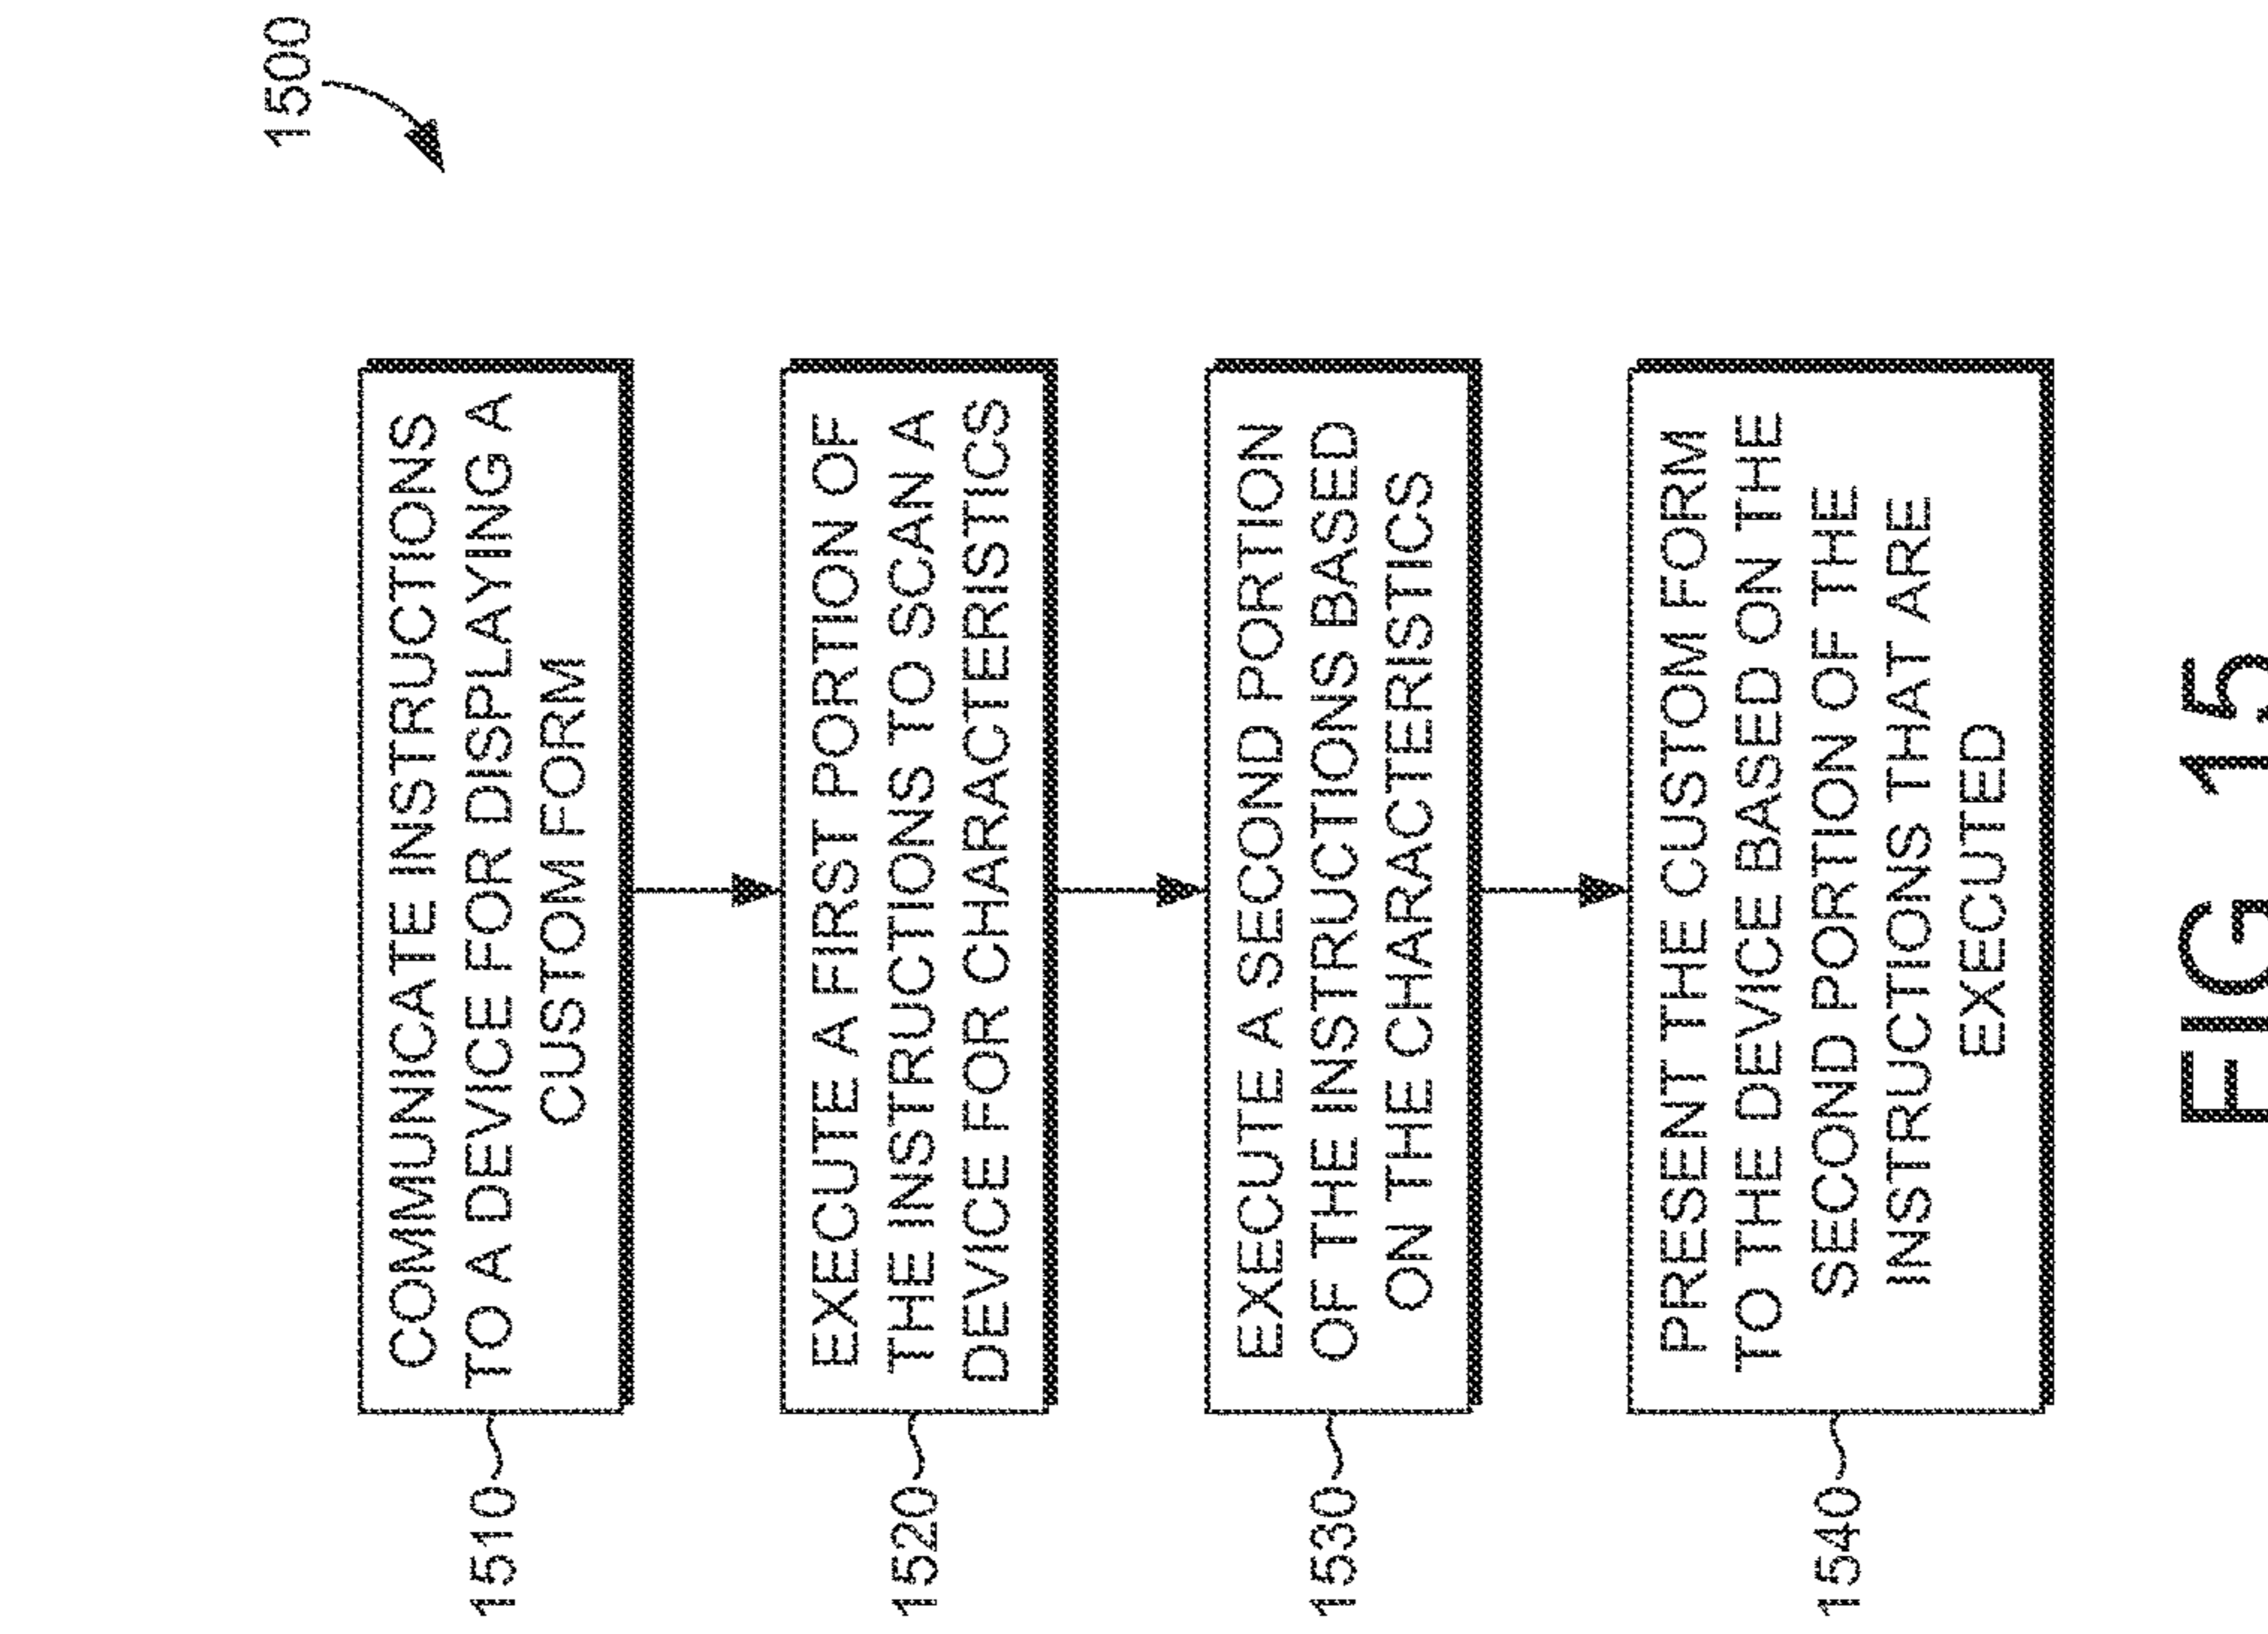 1500
COMMUNICATE INSTRUCTIONS
TO A DEVICE FOR DISPLAYING A
CUSTOM FORM
1510
EXECUTE A FIRST PORTION OF
THE INSTRUCTIONS TO SCAN A
DEVICE FOR CHARACTERISTICS
1520
EXECUTE A SECOND PORTION
OF THE INSTRUCTIONS BASED
ON THE CHARACTERISTICS
1530
PRESENT THE CUSTOM FORM
TO THE DEVICE BASED ON THE
SECOND PORTION OF THE
INSTRUCTIONS THAT ARE
EXECUTED
1540
FIG. 15